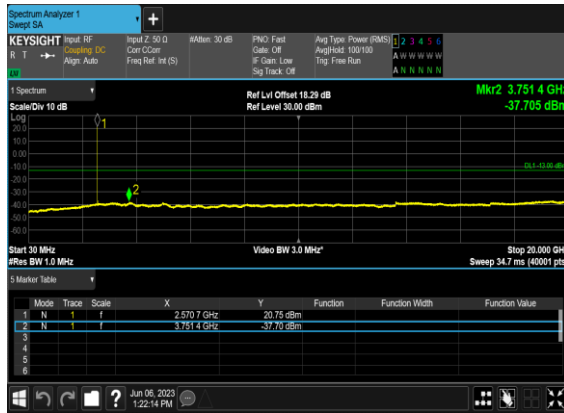 Spectrum Analyzer 1
Swept SA
KEYSIGHT Input: RF Input Z: 50 Ω #Atten: 30 dB PNO: Fast Avg Type: Power (RMS) 1 2 3 4 5 6
R T Coupling: DC Corr CCorr Gate: Off Avg|Hold: 100/100 A W W W W W
Align: Auto Freq Ref: Int (S) IF Gain: Low Trig: Free Run
LW Sig Track: Off A N N N N N
1 Spectrum Ref Lvl Offset 18.29 dB Mkr2 3.751 4 GHz
Scale/Div 10 dB Ref Level 30.00 dBm -37.705 dBm
Log
20.0 1
10.0
0.00
-10.0 DL1 -13.00 dBm
-20.0
-30.0 2
-40.0
-50.0
-60.0
Start 30 MHz Video BW 3.0 MHz* Stop 20.000 GH
#Res BW 1.0 MHz Sweep 34.7 ms (40001 pts
5 Marker Table
Mode Trace Scale X Y Function Function Width Function Value
1 N 1 f 2.570 7 GHz 20.75 dBm
2 N 1 f 3.751 4 GHz -37.70 dBm
3
4
5
6
? Jun 06, 2023
1:22:14 PM